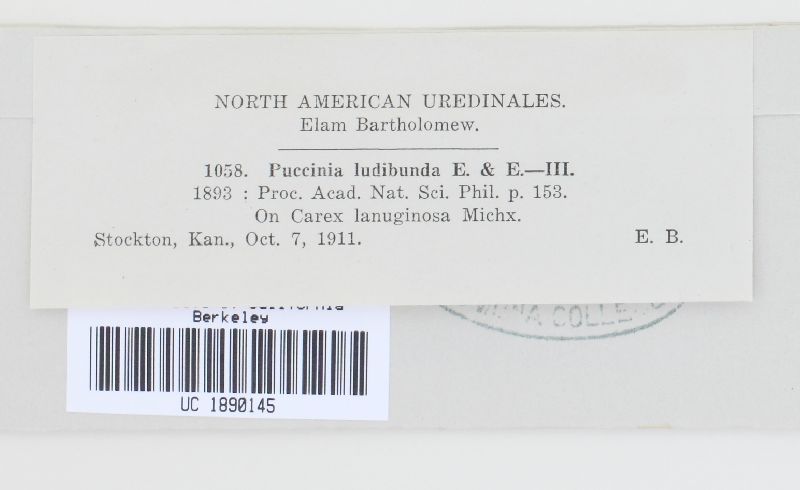 NORTH AMERICAN UREDINALES.
Elam Bartholomew.
1058. Puccinia ludibunda E. & E.—III.
1893 : Proc. Acad. Nat. Sci. Phil. p. 153.
On Carex lanuginosa Michx.
Stockton, Kan., Oct. 7, 1911. E. B.
California
Berkeley
UC 1890145